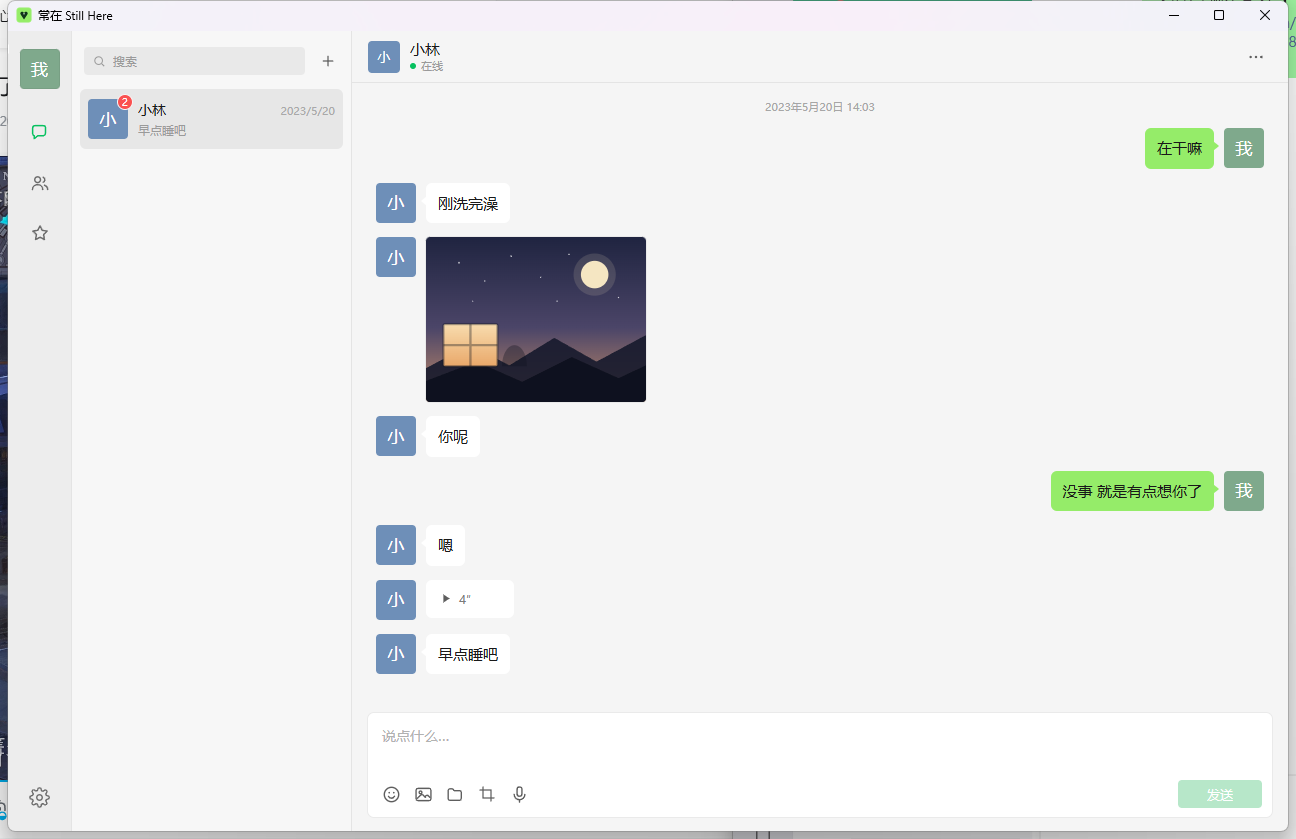 常在 Still Here
我
搜索
小
2
小林
2023/5/20
早点睡吧
小
小林
在线
2023年5月20日 14:03
在干嘛
我
小
刚洗完澡
小
小
你呢
没事 就是有点想你了
我
小
嗯
小
4"
小
早点睡吧
说点什么...
发送